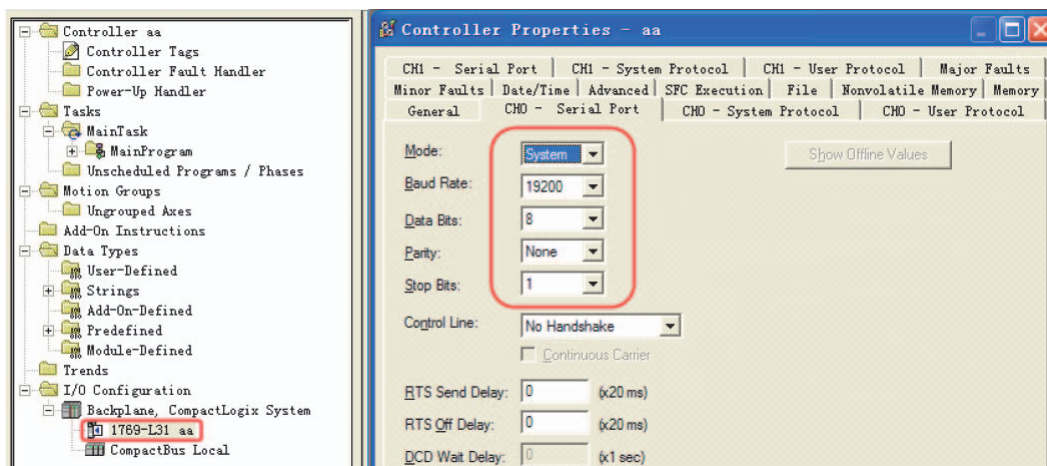 Controller aa
Controller Tags
Controller Fault Handler
Power-Up Handler
Tasks
MainTask
MainProgram
Unscheduled Programs / Phases
Motion Groups
Ungrouped Axes
Add-On Instructions
Data Types
User-Defined
Strings
Add-On-Defined
Predefined
Module-Defined
Trends
I/O Configuration
Backplane, CompactLogix System
1769-L31 aa
CompactBus Local
Controller Properties - aa
CH1 - Serial Port CH1 - System Protocol CH1 - User Protocol Major Faults
Minor Faults Date/Time Advanced SFC Execution File Nonvolatile Memory Memory
General CH0 - Serial Port CH0 - System Protocol CH0 - User Protocol
Mode: System Show Offline Values
Baud Rate: 19200
Data Bits: 8
Parity: None
Stop Bits: 1
Control Line: No Handshake
Continuous Carrier
RTS Send Delay: 0 (x20 ms)
RTS Off Delay: 0 (x20 ms)
DCD Wait Delay: 0 (x1 sec)